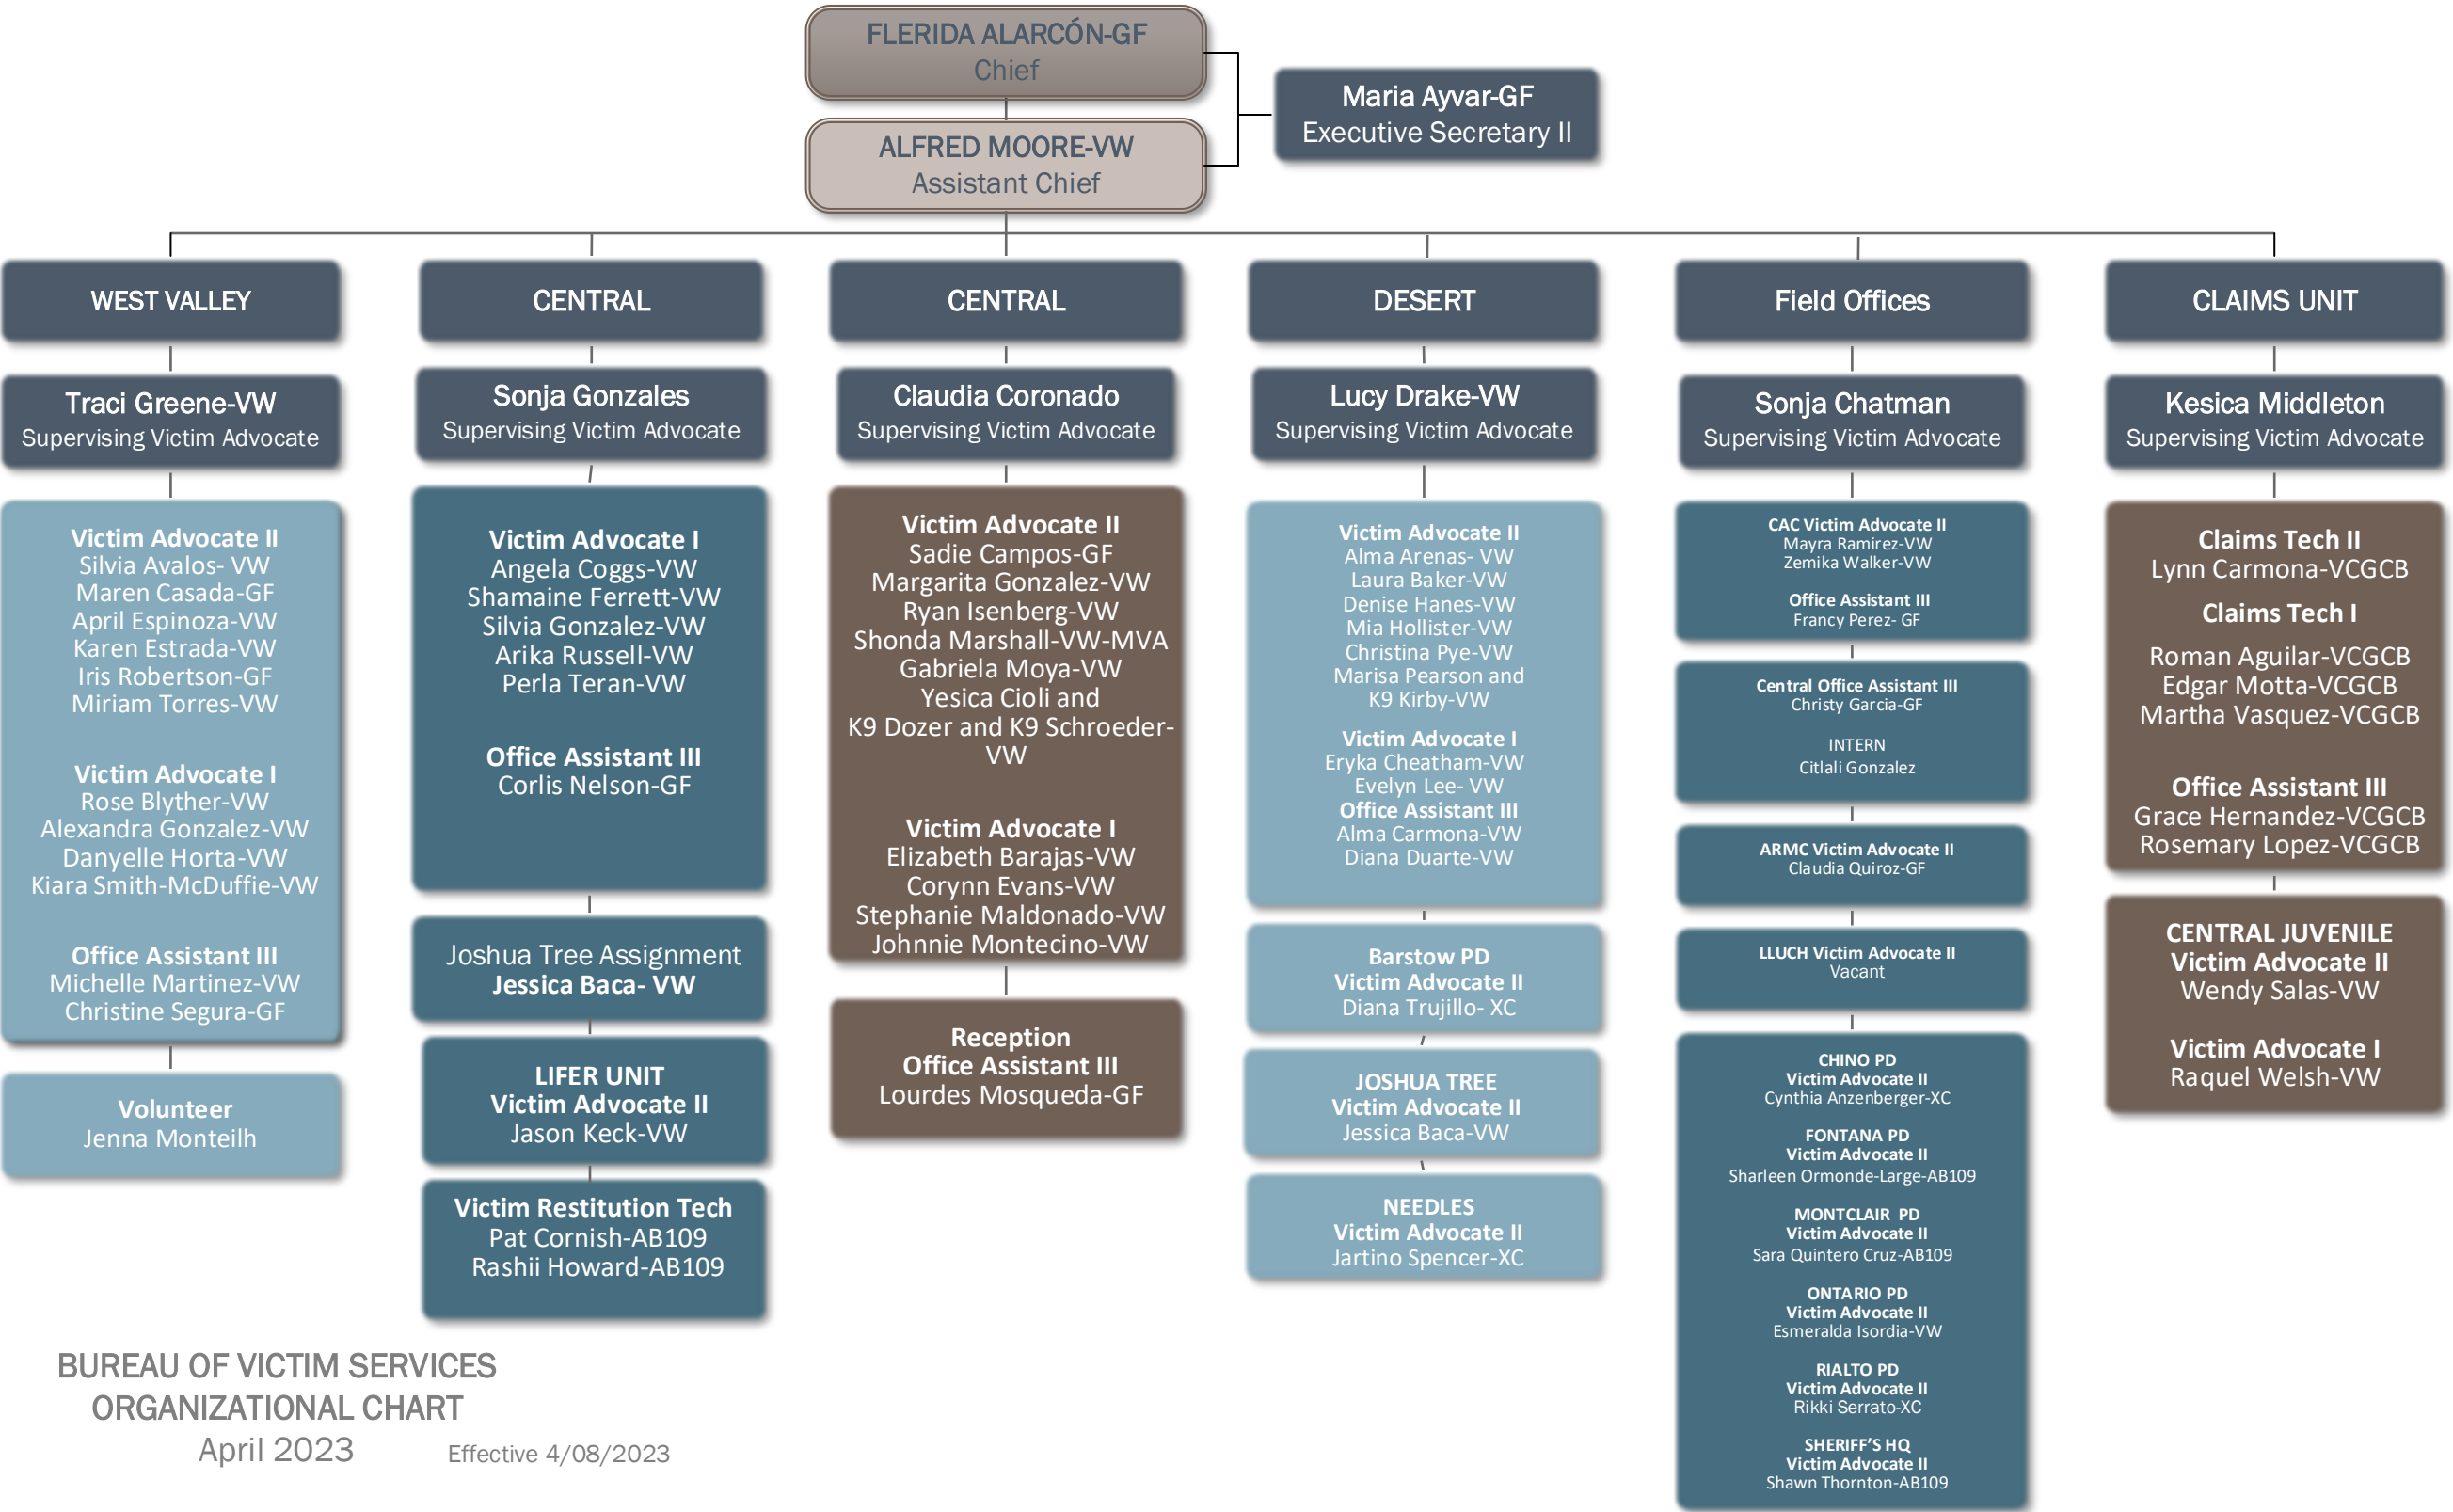 FLERIDA ALARCÓN-GF
Chief
ALFRED MOORE-VW
Assistant Chief
Maria Ayvar-GF
Executive Secretary II
WEST VALLEY
Traci Greene-VW
Supervising Victim Advocate
Victim Advocate II
Silvia Avalos- VW
Maren Casada-GF
April Espinoza-VW
Karen Estrada-VW
Iris Robertson-GF
Miriam Torres-VW
Victim Advocate I
Rose Blyther-VW
Alexandra Gonzalez-VW
Danyelle Horta-VW
Kiara Smith-McDuffie-VW
Office Assistant III
Michelle Martinez-VW
Christine Segura-GF
Volunteer
Jenna Monteilh
CENTRAL
Sonja Gonzales
Supervising Victim Advocate
Victim Advocate I
Angela Coggs-VW
Shamaine Ferrett-VW
Silvia Gonzalez-VW
Arika Russell-VW
Perla Teran-VW
Office Assistant III
Corlis Nelson-GF
Joshua Tree Assignment
Jessica Baca- VW
LIFER UNIT
Victim Advocate II
Jason Keck-VW
Victim Restitution Tech
Pat Cornish-AB109
Rashii Howard-AB109
CENTRAL
Claudia Coronado
Supervising Victim Advocate
Victim Advocate II
Sadie Campos-GF
Margarita Gonzalez-VW
Ryan Isenberg-VW
Shonda Marshall-VW-MVA
Gabriela Moya-VW
Yesica Cioli and
K9 Dozer and K9 Schroeder-
VW
Victim Advocate I
Elizabeth Barajas-VW
Corynn Evans-VW
Stephanie Maldonado-VW
Johnnie Montecino-VW
Reception
Office Assistant III
Lourdes Mosqueda-GF
DESERT
Lucy Drake-VW
Supervising Victim Advocate
Victim Advocate II
Alma Arenas- VW
Laura Baker-VW
Denise Hanes-VW
Mia Hollister-VW
Christina Pye-VW
Marisa Pearson and
K9 Kirby-VW
Victim Advocate I
Eryka Cheatham-VW
Evelyn Lee- VW
Office Assistant III
Alma Carmona-VW
Diana Duarte-VW
Barstow PD
Victim Advocate II
Diana Trujillo- XC
JOSHUA TREE
Victim Advocate II
Jessica Baca-VW
NEEDLES
Victim Advocate II
Jartino Spencer-XC
Field Offices
Sonja Chatman
Supervising Victim Advocate
CAC Victim Advocate II
Mayra Ramirez-VW
Zemika Walker-VW
Office Assistant III
Francy Perez- GF
Central Office Assistant III
Christy Garcia-GF
INTERN
Citlali Gonzalez
ARMC Victim Advocate II
Claudia Quiroz-GF
LLUCH Victim Advocate II
Vacant
CHINO PD
Victim Advocate II
Cynthia Anzenberger-XC
FONTANA PD
Victim Advocate II
Sharleen Ormonde-Large-AB109
MONTCLAIR PD
Victim Advocate II
Sara Quintero Cruz-AB109
ONTARIO PD
Victim Advocate II
Esmeralda Isordia-VW
RIALTO PD
Victim Advocate II
Rikki Serrato-XC
SHERIFF'S HQ
Victim Advocate II
Shawn Thornton-AB109
CLAIMS UNIT
Kesica Middleton
Supervising Victim Advocate
Claims Tech II
Lynn Carmona-VCGCB
Claims Tech I
Roman Aguilar-VCGCB
Edgar Motta-VCGCB
Martha Vasquez-VCGCB
Office Assistant III
Grace Hernandez-VCGCB
Rosemary Lopez-VCGCB
CENTRAL JUVENILE
Victim Advocate II
Wendy Salas-VW
Victim Advocate I
Raquel Welsh-VW
BUREAU OF VICTIM SERVICES
ORGANIZATIONAL CHART
April 2023
Effective 4/08/2023